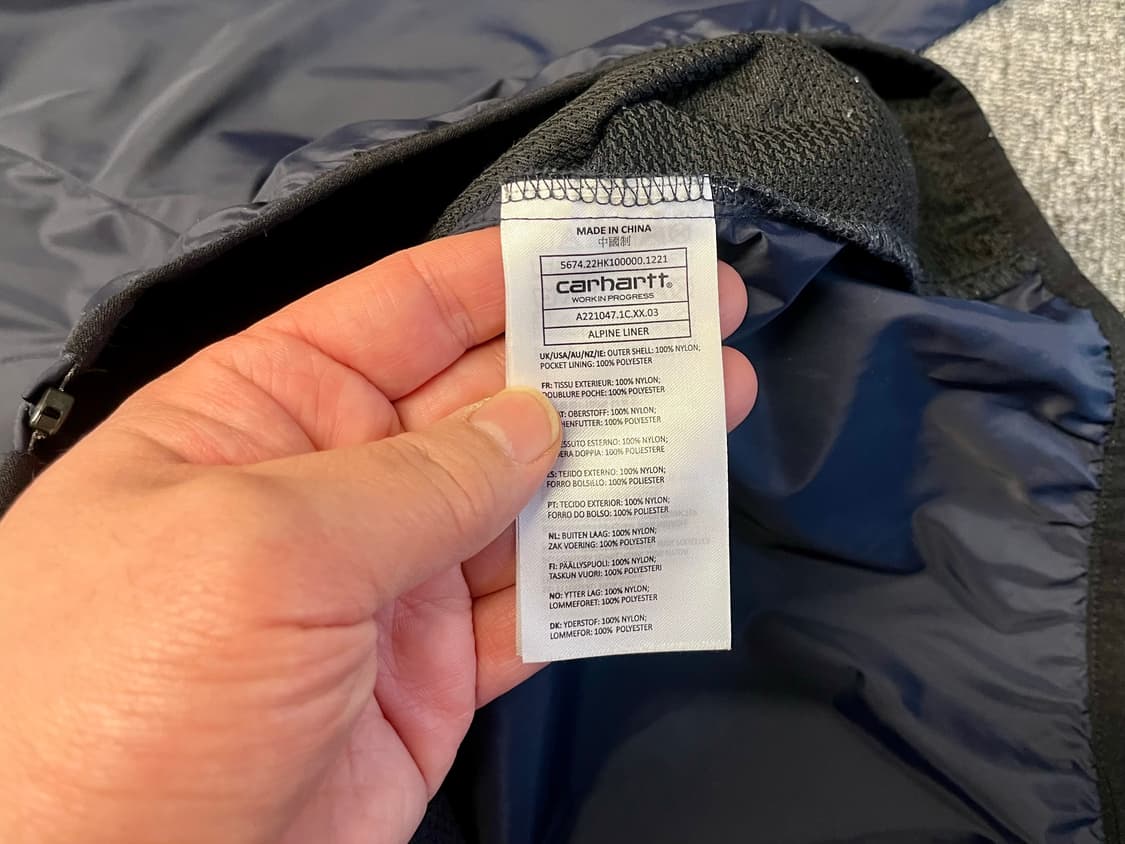 MADE IN CHINA
中國制
5674.22HK100000.1221
carhartt®
WORK IN PROGRESS
A221047.1C.XX.03
ALPINE LINER
UK/USA/AU/NZ/IE: OUTER SHELL: 100% NYLON;
POCKET LINING: 100% POLYESTER
FR: TISSU EXTERIEUR: 100% NYLON;
DOUBLURE POCHE: 100% POLYESTER
OBERSTOFF: 100% NYLON;
100% POLYESTER
ESTERNO: 100% NYLON;
DOPPIA: 100% POLIESTERE
ES: TEJIDO EXTERNO: 100% NYLON;
FORRO BOLSILLO: 100% POLIESTER
PT: TECIDO EXTERIOR: 100% NYLON;
FORRO DO BOLSO: 100% POLIESTER
NL: BUITEN LAAG: 100% NYLON;
ZAK VOERING: 100% POLYESTER
FI: PÄÄLLYSPUOLI: 100% NYLON;
TASKUN VUORI: 100% POLYESTERI
NO: YTTER LAG: 100% NYLON;
LOMMEFORET: 100% POLYESTER
DK: YDERSTOF: 100% NYLON;
LOMMEFOR: 100% POLYESTER